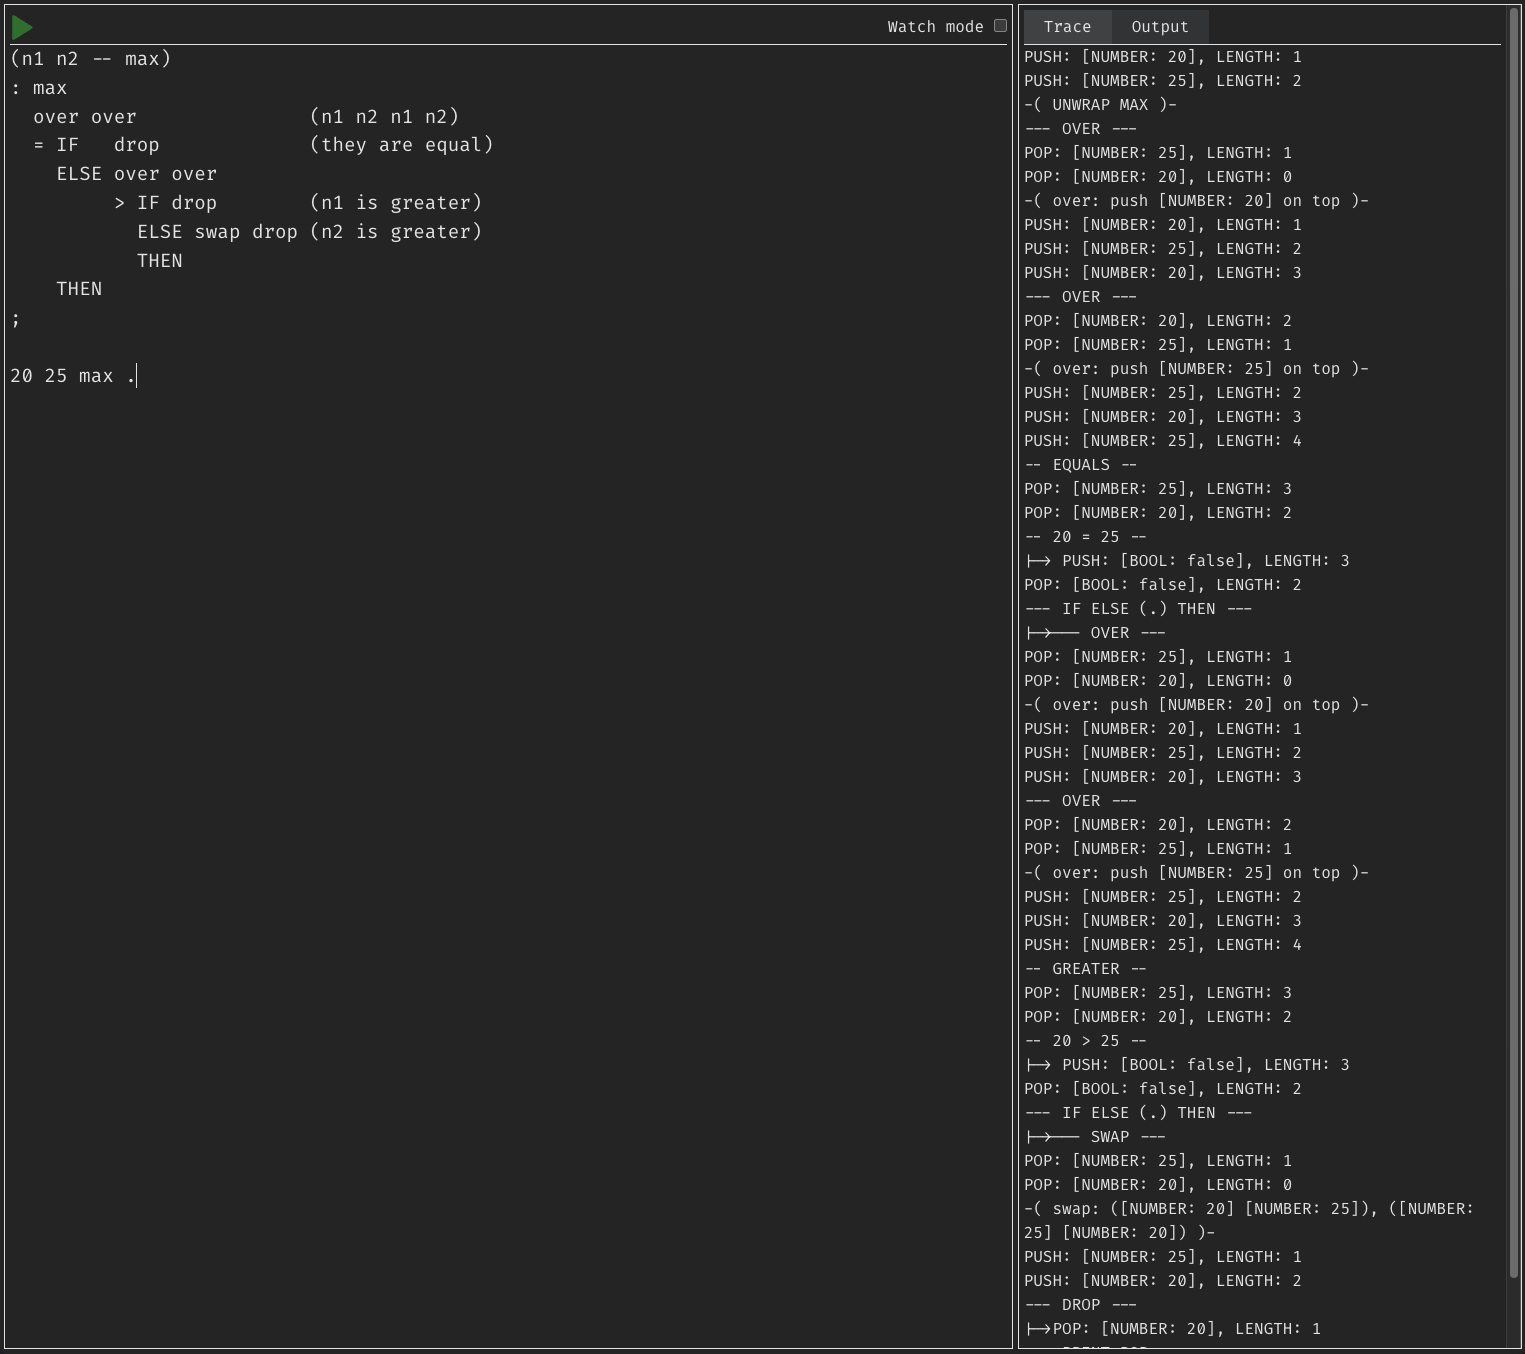 Watch mode
(n1 n2 -- max)
: max
  over over               (n1 n2 n1 n2)
  = IF   drop             (they are equal)
    ELSE over over
         > IF drop        (n1 is greater)
           ELSE swap drop (n2 is greater)
           THEN
    THEN
;
20 25 max .
Trace Output
PUSH: [NUMBER: 20], LENGTH: 1
PUSH: [NUMBER: 25], LENGTH: 2
-( UNWRAP MAX )-
--- OVER ---
POP: [NUMBER: 25], LENGTH: 1
POP: [NUMBER: 20], LENGTH: 0
-( over: push [NUMBER: 20] on top )-
PUSH: [NUMBER: 20], LENGTH: 1
PUSH: [NUMBER: 25], LENGTH: 2
PUSH: [NUMBER: 20], LENGTH: 3
--- OVER ---
POP: [NUMBER: 20], LENGTH: 2
POP: [NUMBER: 25], LENGTH: 1
-( over: push [NUMBER: 25] on top )-
PUSH: [NUMBER: 25], LENGTH: 2
PUSH: [NUMBER: 20], LENGTH: 3
PUSH: [NUMBER: 25], LENGTH: 4
-- EQUALS --
POP: [NUMBER: 25], LENGTH: 3
POP: [NUMBER: 20], LENGTH: 2
-- 20 = 25 --
|-> PUSH: [BOOL: false], LENGTH: 3
POP: [BOOL: false], LENGTH: 2
--- IF ELSE (.) THEN ---
|->--- OVER ---
POP: [NUMBER: 25], LENGTH: 1
POP: [NUMBER: 20], LENGTH: 0
-( over: push [NUMBER: 20] on top )-
PUSH: [NUMBER: 20], LENGTH: 1
PUSH: [NUMBER: 25], LENGTH: 2
PUSH: [NUMBER: 20], LENGTH: 3
--- OVER ---
POP: [NUMBER: 20], LENGTH: 2
POP: [NUMBER: 25], LENGTH: 1
-( over: push [NUMBER: 25] on top )-
PUSH: [NUMBER: 25], LENGTH: 2
PUSH: [NUMBER: 20], LENGTH: 3
PUSH: [NUMBER: 25], LENGTH: 4
-- GREATER --
POP: [NUMBER: 25], LENGTH: 3
POP: [NUMBER: 20], LENGTH: 2
-- 20 > 25 --
|-> PUSH: [BOOL: false], LENGTH: 3
POP: [BOOL: false], LENGTH: 2
--- IF ELSE (.) THEN ---
|->--- SWAP ---
POP: [NUMBER: 25], LENGTH: 1
POP: [NUMBER: 20], LENGTH: 0
-( swap: ([NUMBER: 20] [NUMBER: 25]), ([NUMBER:
25] [NUMBER: 20]) )-
PUSH: [NUMBER: 25], LENGTH: 1
PUSH: [NUMBER: 20], LENGTH: 2
--- DROP ---
|->POP: [NUMBER: 20], LENGTH: 1